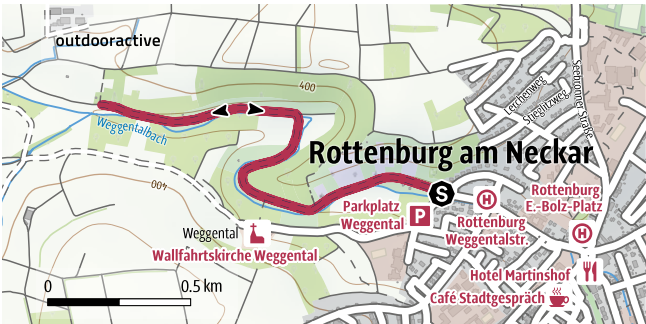 outdooractive
400
Weggentalbach
Lerchenweg
Stieglitzweg
Seebronner Straße
Rottenburg am Neckar
400
S
Parkplatz
Weggental
P
H
Rottenburg
Weggentalstr.
Rottenburg
E.-Bolz-Platz
H
Weggental
Wallfahrtskirche Weggental
Hotel Martinshof
Café Stadtgespräch
0
0.5 km